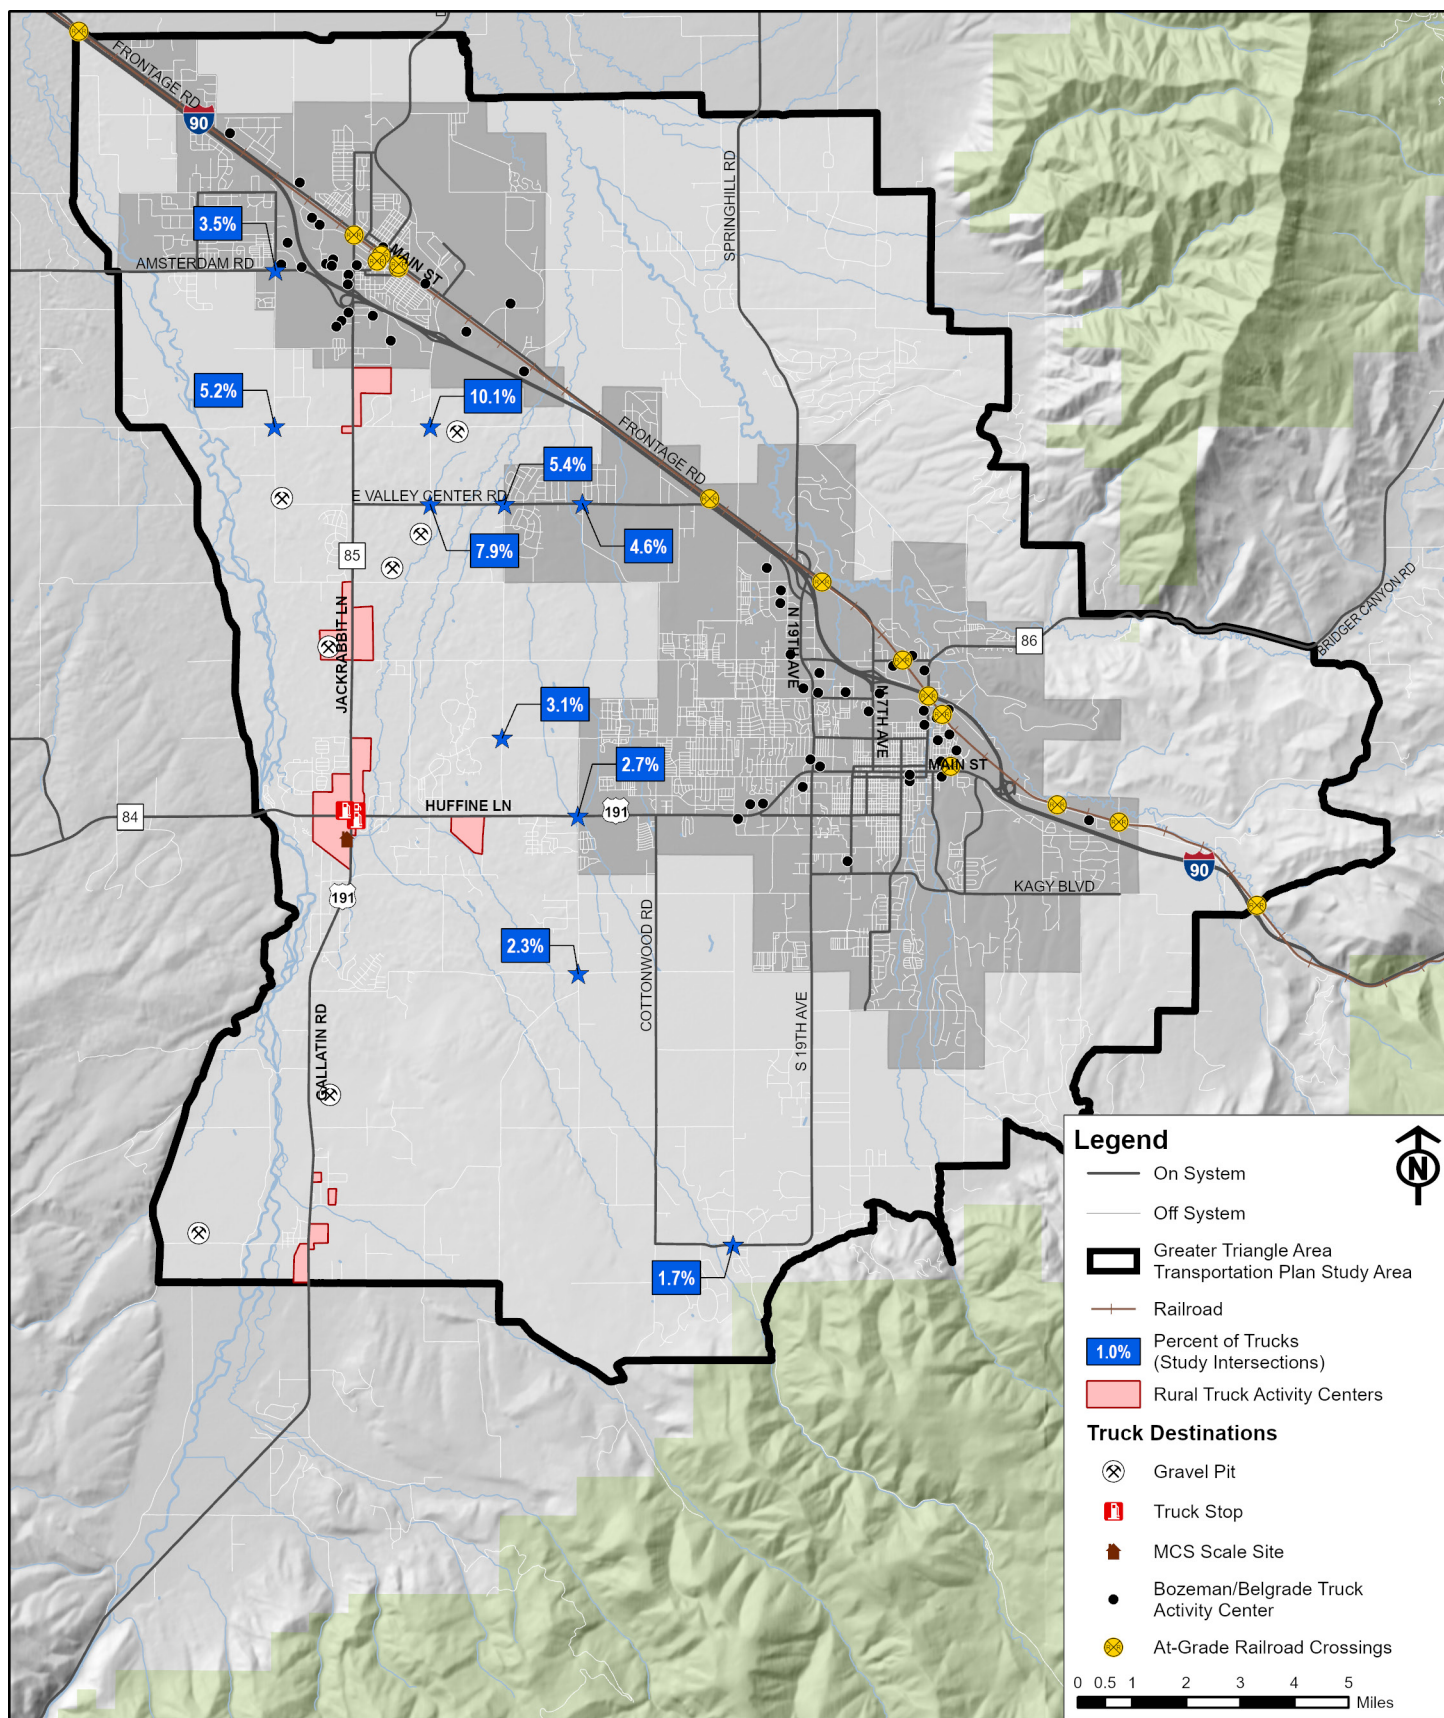 FRONTAGE RD
90
3.5%
AMSTERDAM RD
MAIN ST
SPRINGHILL RD
5.2%
10.1%
FRONTAGE RD
5.4%
E VALLEY CENTER RD
7.9%
4.6%
85
JACKRABBIT LN
N 19TH AVE
86
BRIDGER CANYON RD
3.1%
N 7TH AVE
2.7%
MAIN ST
HUFFINE LN
191
84
90
KAGY BLVD
191
COTTONWOOD RD
2.3%
S 19TH AVE
GALLATIN RD
1.7%
Legend
N
On System
Off System
Greater Triangle Area
Transportation Plan Study Area
Railroad
1.0%
Percent of Trucks
(Study Intersections)
Rural Truck Activity Centers
Truck Destinations
Gravel Pit
Truck Stop
MCS Scale Site
Bozeman/Belgrade Truck
Activity Center
At-Grade Railroad Crossings
0 0.5 1 2 3 4 5
Miles